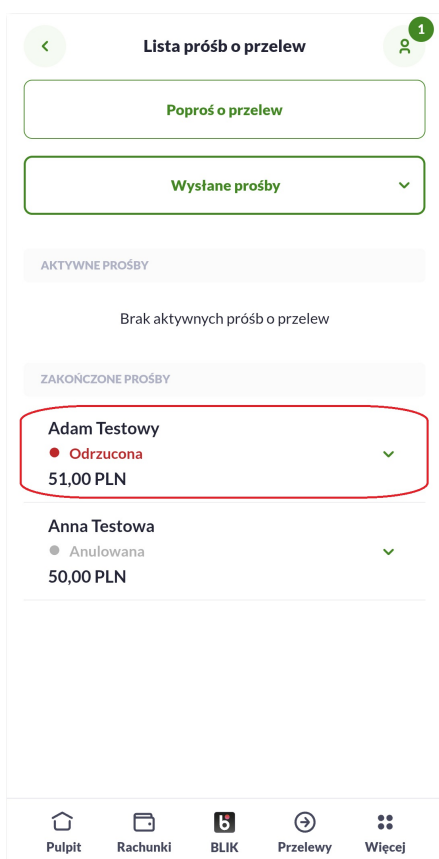 1
Lista próśb o przelew
Poproś o przelew
Wysłane prośby
AKTYWNE PROŚBY
Brak aktywnych próśb o przelew
ZAKOŃCZONE PROŚBY
Adam Testowy
Odrzucona
51,00 PLN
Anna Testowa
Anulowana
50,00 PLN
Pulpit Rachunki BLIK Przelewy Więcej